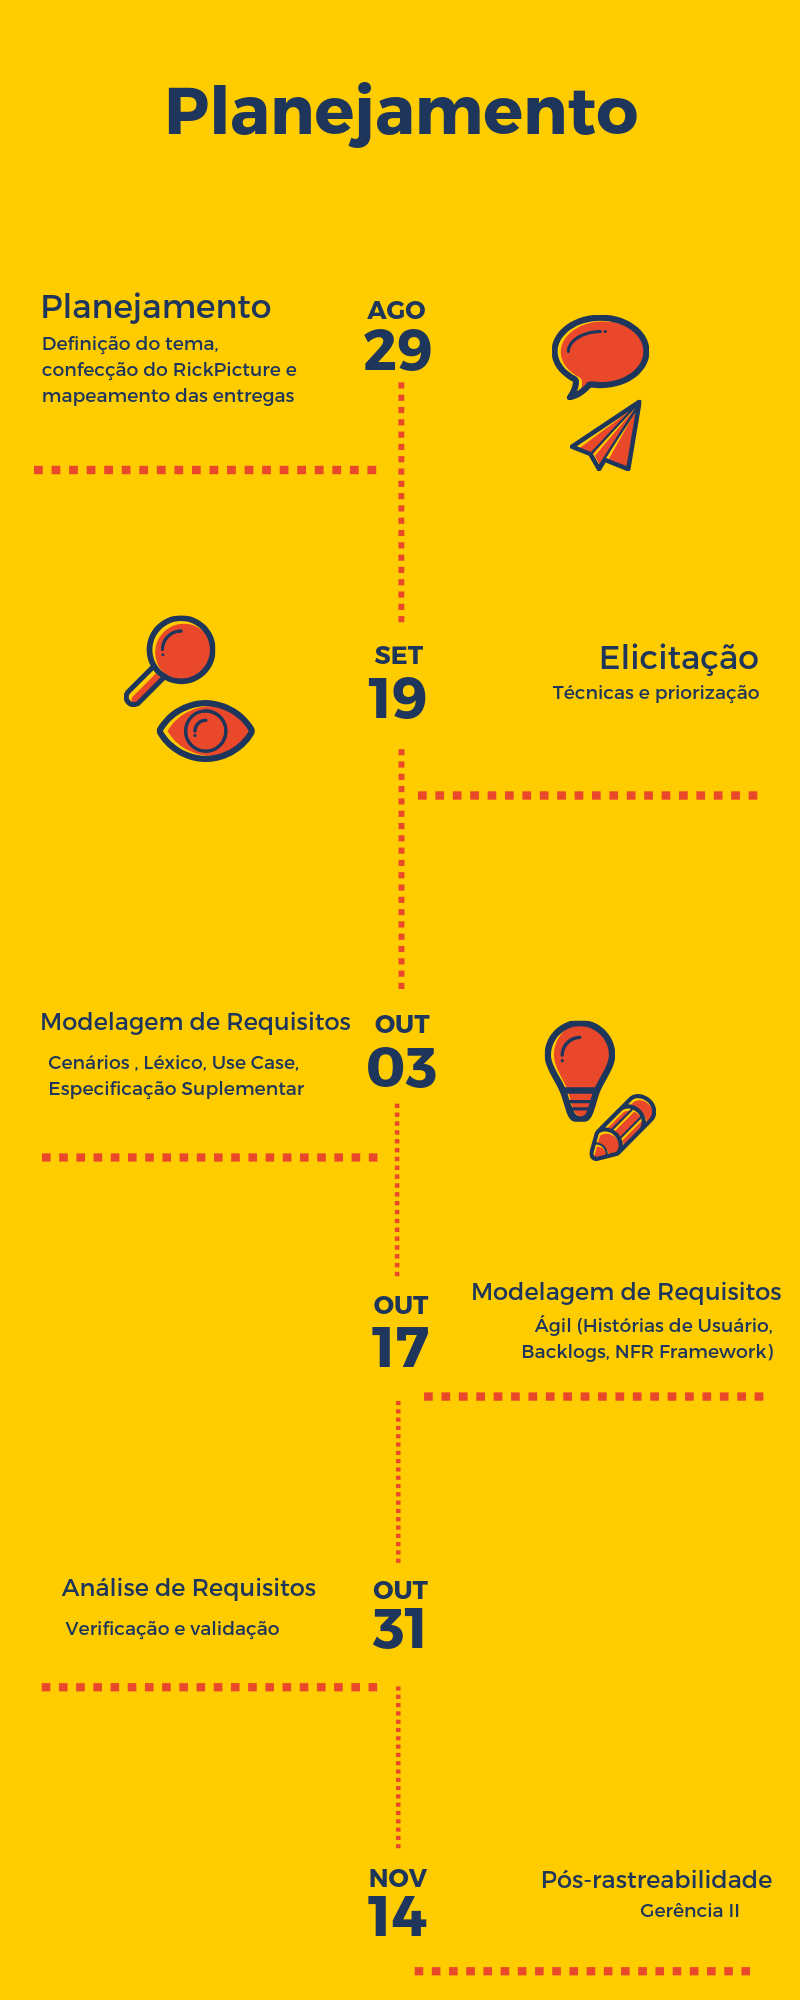 Planejamento
Planejamento
Definição do tema,
confecção do RickPicture e
mapeamento das entregas
AGO
29
SET
19
Elicitação
Técnicas e priorização
Modelagem de Requisitos
Cenários , Léxico, Use Case,
Especificação Suplementar
OUT
03
OUT
17
Modelagem de Requisitos
Ágil (Histórias de Usuário,
Backlogs, NFR Framework)
Análise de Requisitos
Verificação e validação
OUT
31
NOV
14
Pós-rastreabilidade
Gerência II